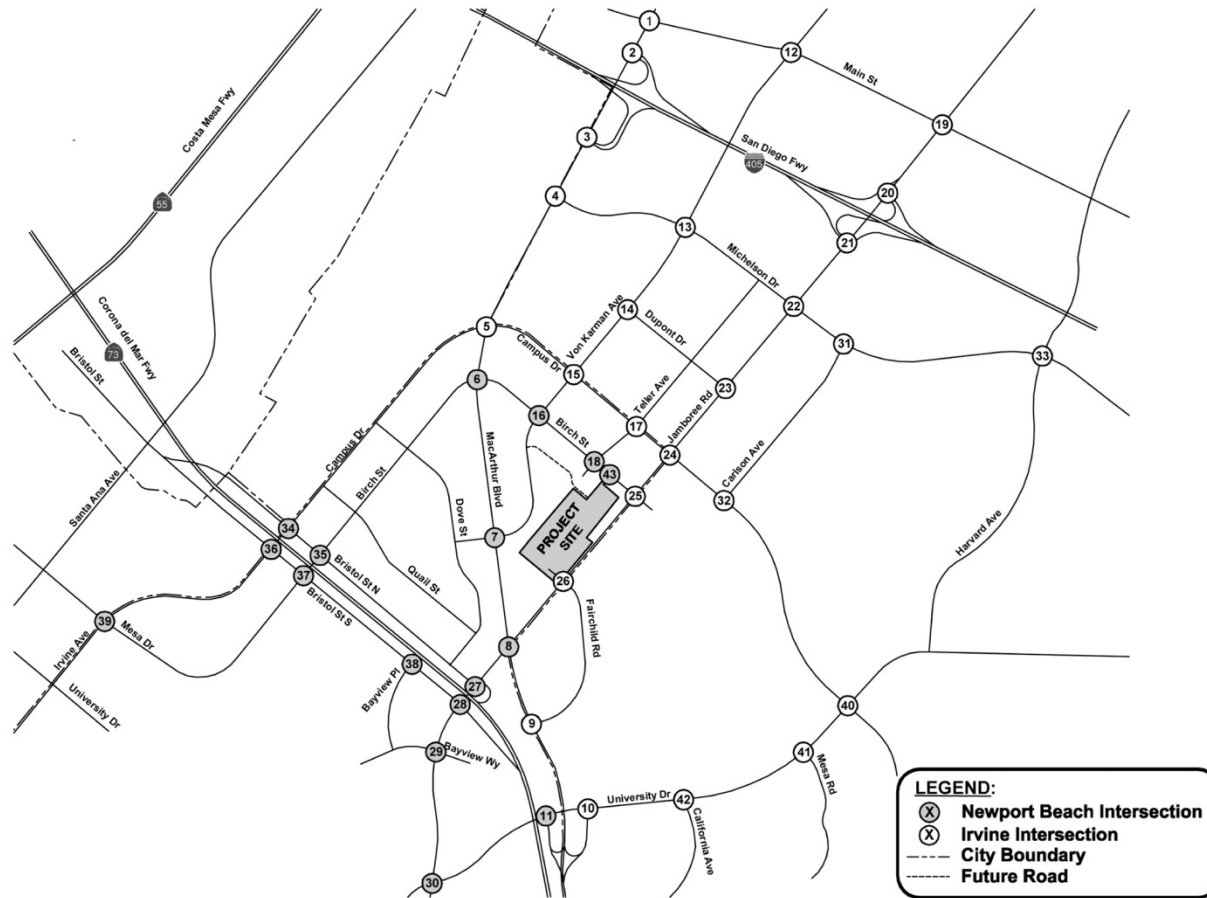 1
2
12
Main St
Costa Mesa Fwy
3
19
San Diego Fwy
405
55
4
20
13
21
Michelson Dr
Corona del Mar Fwy
14
22
Von Karman Ave
Dupont Dr
5
Campus Dr
31
33
73
Bristol St
15
6
Teller Ave
23
16
Birch St
17
Jamboree Rd
MacArthur Blvd
Campus Dr
18
24
43
Carlson Ave
Birch St
25
32
Santa Ana Ave
Dove St
Harvard Ave
34
PROJECT
SITE
7
36
35
Bristol St N
Quail St
37
26
Bristol St S
Fairchild Rd
39
Mesa Dr
Irvine Ave
8
38
Bayview Pl
27
University Dr
28
40
9
29
Bayview Wy
41
Mesa Rd
University Dr
42
10
11
California Ave
30
LEGEND:
X Newport Beach Intersection
X Irvine Intersection
City Boundary
Future Road